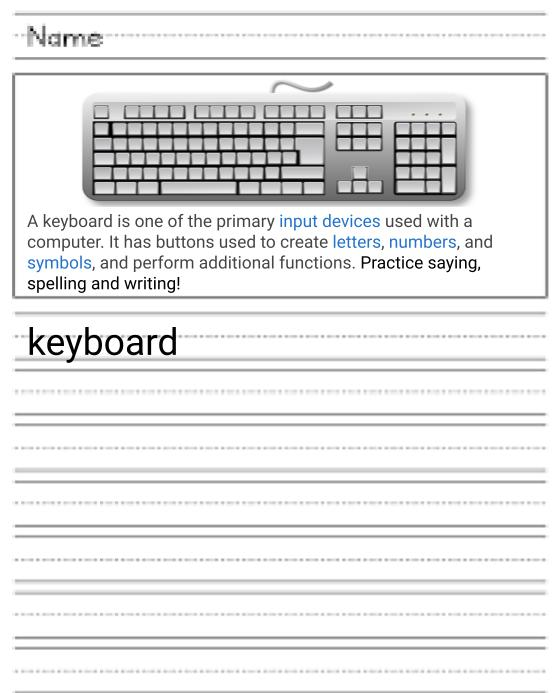 Name
A keyboard is one of the primary input devices used with a
computer. It has buttons used to create letters, numbers, and
symbols, and perform additional functions. Practice saying,
spelling and writing!
keyboard